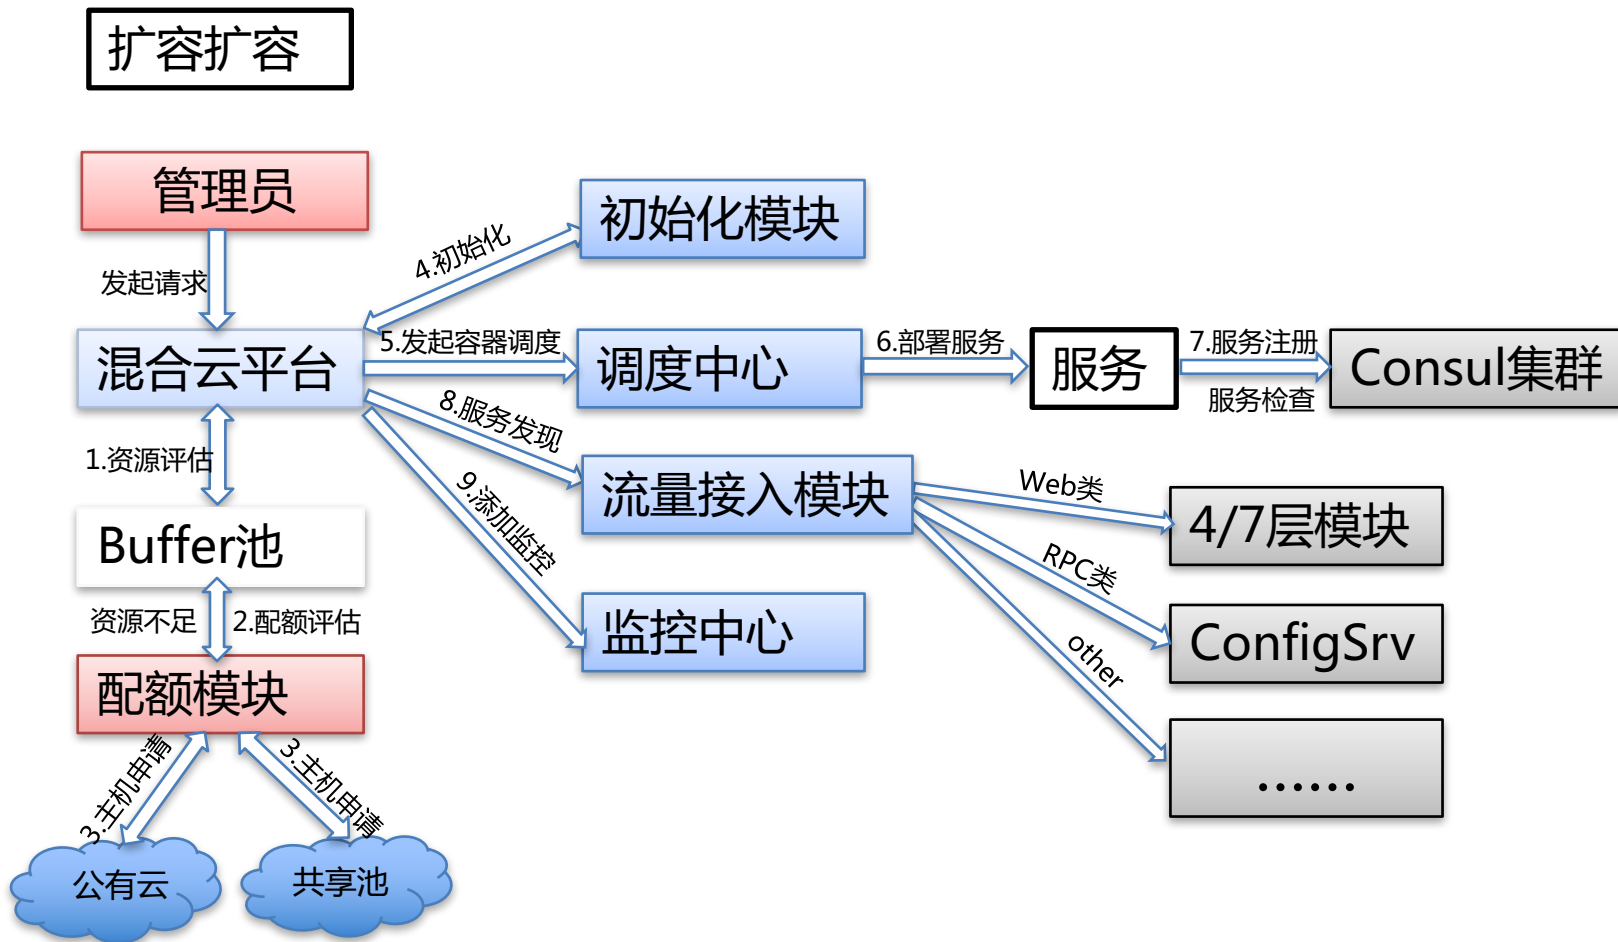 扩容扩容
管理员
发起请求
初始化模块
4.初始化
混合云平台
5.发起容器调度
调度中心
6.部署服务
服务
7.服务注册
服务检查
Consul集群
8.服务发现
1.资源评估
9.添加监控
流量接入模块
Web类
4/7层模块
Buffer池
RPC类
资源不足
2.配额评估
监控中心
ConfigSrv
other
配额模块
3.主机申请
3.主机申请
......
公有云
共享池